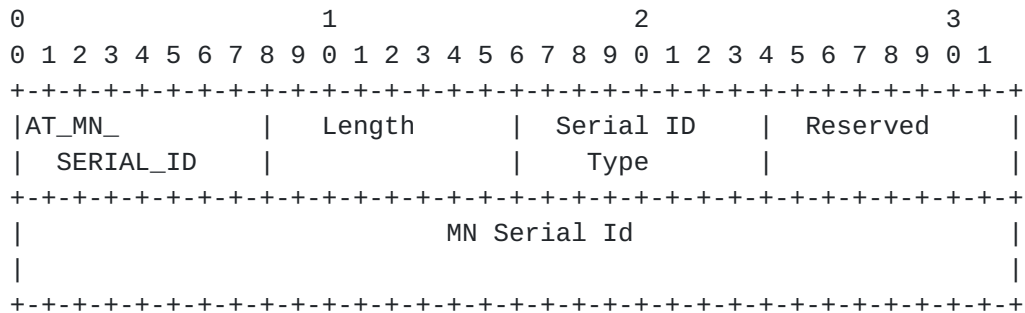 0                   1                   2                   3
0 1 2 3 4 5 6 7 8 9 0 1 2 3 4 5 6 7 8 9 0 1 2 3 4 5 6 7 8 9 0 1
+-+-+-+-+-+-+-+-+-+-+-+-+-+-+-+-+-+-+-+-+-+-+-+-+-+-+-+-+-+-+-+-+
|AT_MN_         |   Length      |  Serial ID    |  Reserved     |
|  SERIAL_ID    |               |    Type       |               |
+-+-+-+-+-+-+-+-+-+-+-+-+-+-+-+-+-+-+-+-+-+-+-+-+-+-+-+-+-+-+-+-+
|                           MN Serial Id                        |
|                                                               |
+-+-+-+-+-+-+-+-+-+-+-+-+-+-+-+-+-+-+-+-+-+-+-+-+-+-+-+-+-+-+-+-+